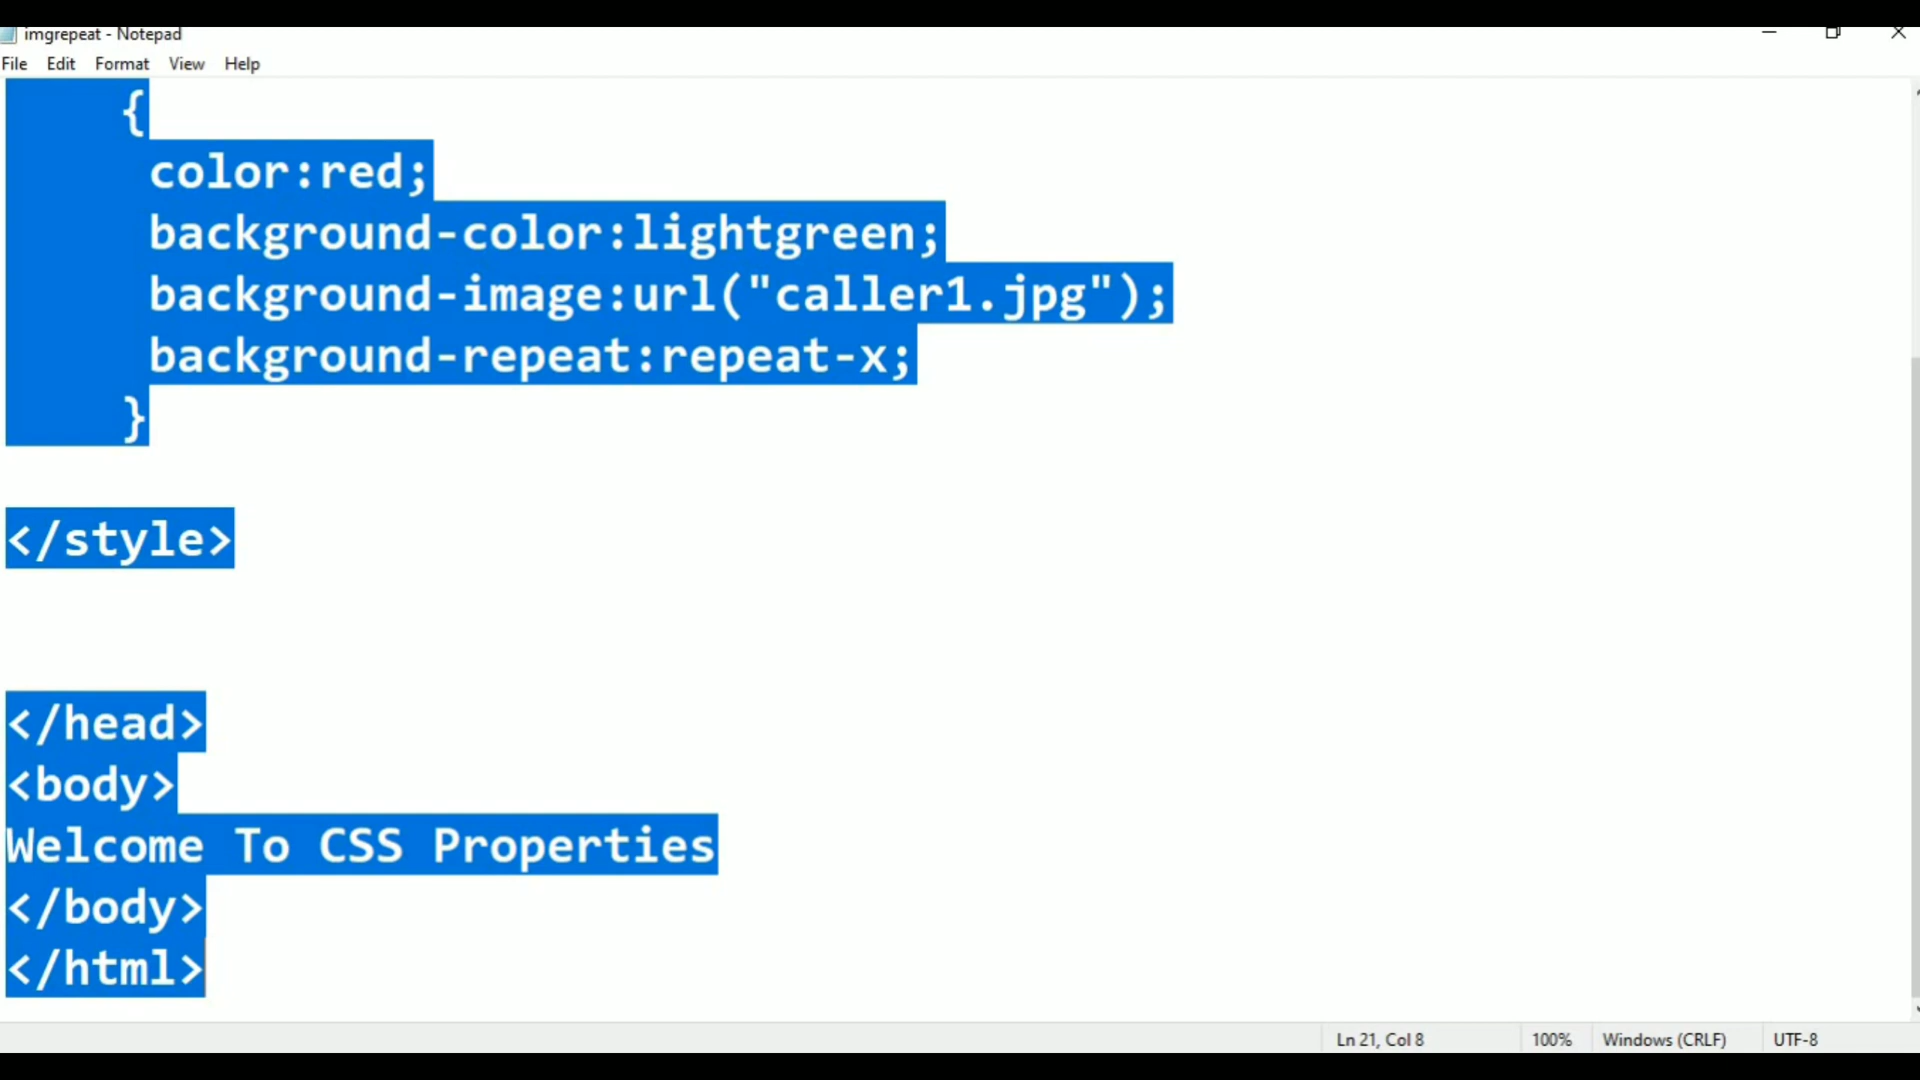 imgrepeat - Notepad
File Edit Format View Help
{
color:red;
background-color:lightgreen;
background-image:url("caller1.jpg");
background-repeat:repeat-x;
}
</style>
</head>
<body>
Welcome To CSS Properties
</body>
</html>
Ln 21, Col 8 100% Windows (CRLF) UTF-8